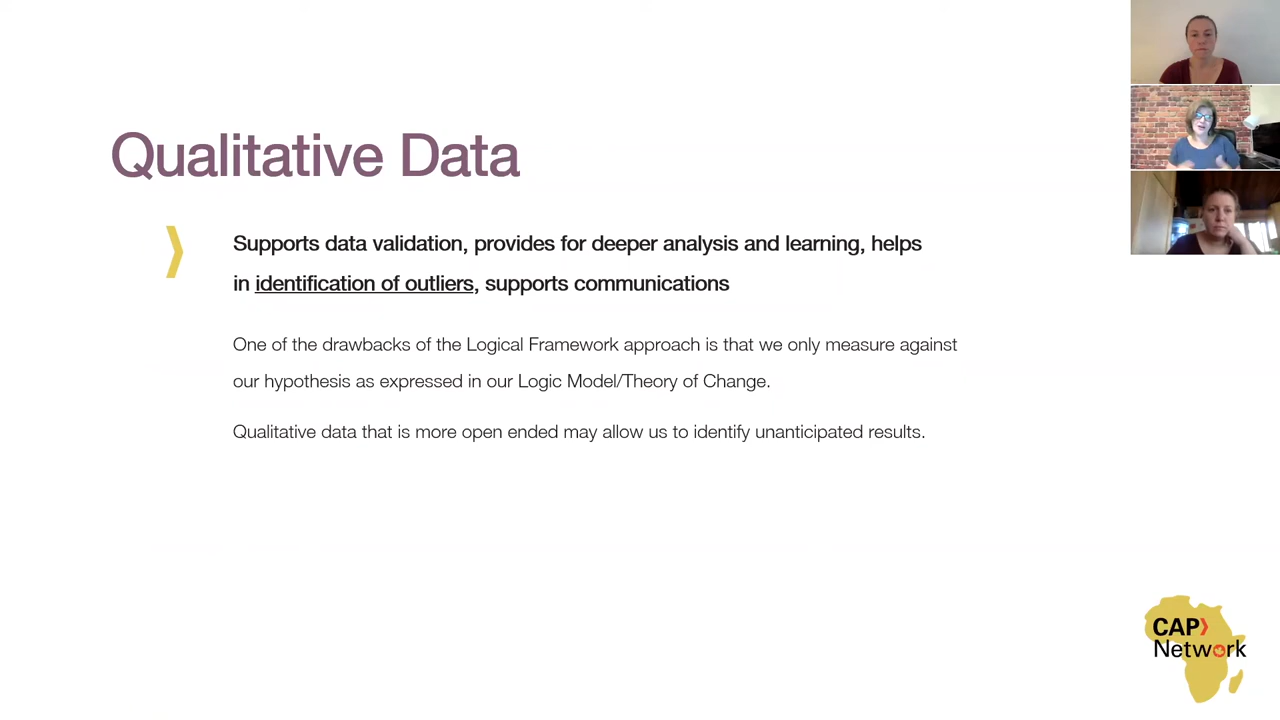 Qualitative Data
Supports data validation, provides for deeper analysis and learning, helps
in identification of outliers, supports communications
One of the drawbacks of the Logical Framework approach is that we only measure against
our hypothesis as expressed in our Logic Model/Theory of Change.
Qualitative data that is more open ended may allow us to identify unanticipated results.
CAP
Network